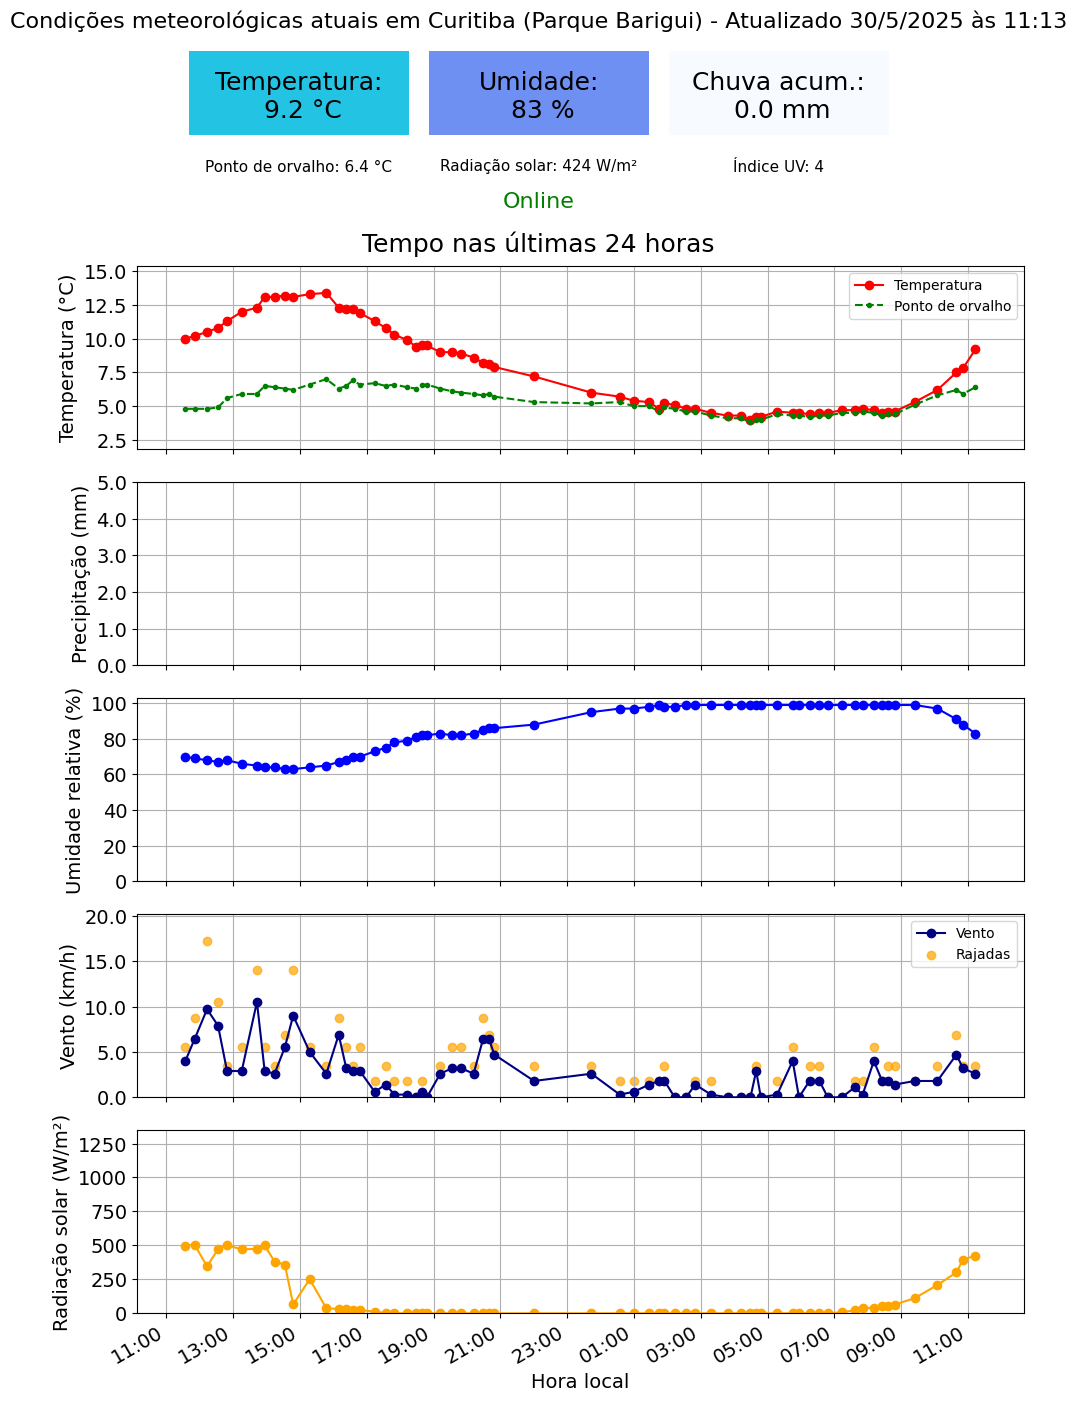 Condições meteorológicas atuais em Curitiba (Parque Barigui) - Atualizado 30/5/2025 às 11:13
Temperatura:
9.2 °C
Umidade:
83 %
Chuva acum.:
0.0 mm
Ponto de orvalho: 6.4 °C
Radiação solar: 424 W/m²
Índice UV: 4
Online
Tempo nas últimas 24 horas
Temperatura (°C)
15.0
12.5
10.0
7.5
5.0
2.5
Temperatura
Ponto de orvalho
Precipitação (mm)
5.0
4.0
3.0
2.0
1.0
0.0
Umidade relativa (%)
100
80
60
40
20
0
Vento (km/h)
20.0
15.0
10.0
5.0
0.0
Vento
Rajadas
Radiação solar (W/m²)
1250
1000
750
500
250
0
11:00
13:00
15:00
17:00
19:00
21:00
23:00
01:00
03:00
05:00
07:00
09:00
11:00
Hora local